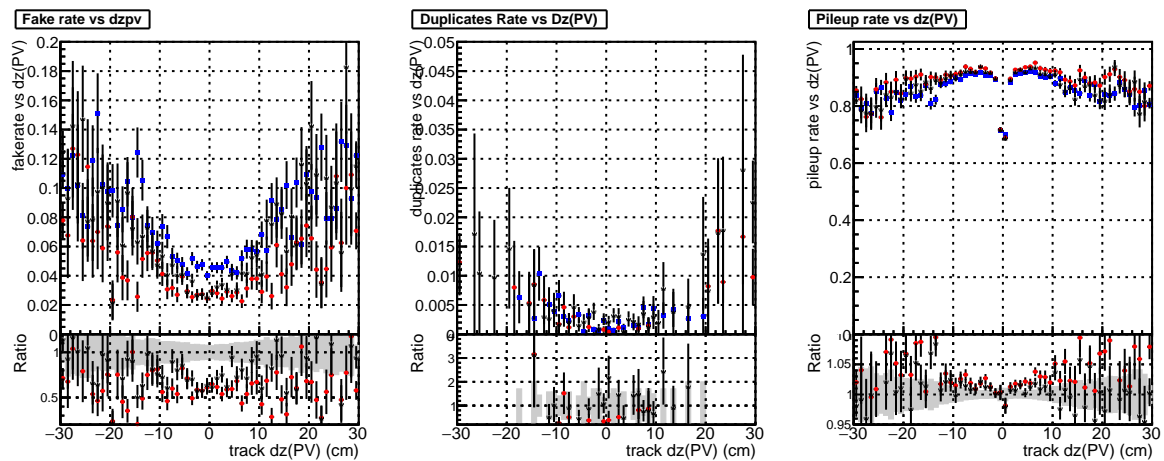 Fake rate vs dzpv
fakerate vs dz(PV)
0.2
0.18
0.16
0.14
0.12
0.1
0.08
0.06
0.04
0.02
0
Ratio
1
0.5
−30 −20 −10 0 10 20 30
track dz(PV) (cm)
Duplicates Rate vs Dz(PV)
duplicates rate vs dz(PV)
0.05
0.045
0.04
0.035
0.03
0.025
0.02
0.015
0.01
0.005
0
Ratio
3
2
1
−30 −20 −10 0 10 20 30
track dz(PV) (cm)
Pileup rate vs dz(PV)
pileup rate vs dz(PV)
1
0.8
0.6
0.4
0.2
0
Ratio
1.05
1
0.95
−30 −20 −10 0 10 20 30
track dz(PV) (cm)